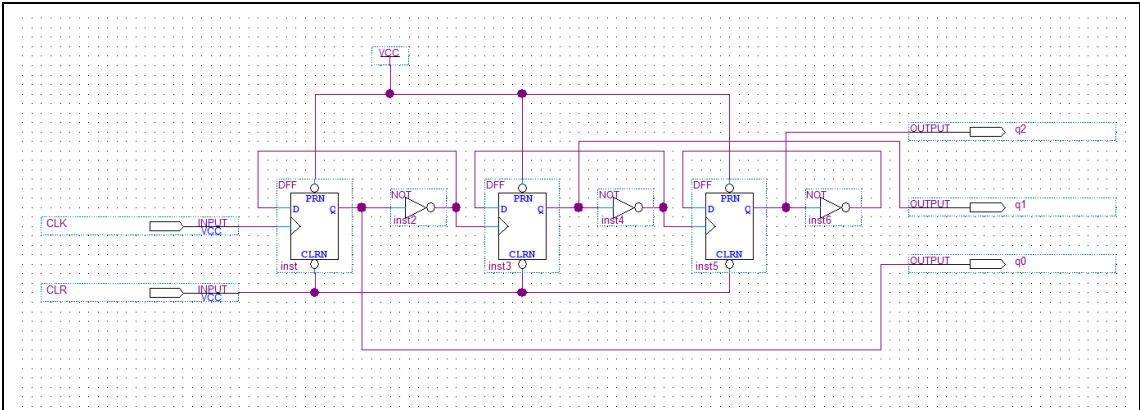 VCC
OUTPUT q2
DFF NOT DFF NOT DFF NOT
PRN PRN PRN
D Q D Q D Q
OUTPUT q1
inst2 inst4 inst6
CLK INPUT
VCC
CLRN CLRN CLRN
OUTPUT q0
inst inst3 inst5
CLR INPUT
VCC